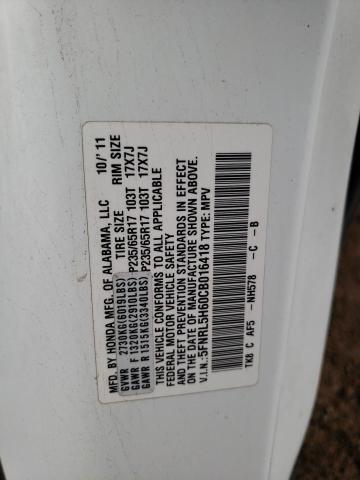 MFD. BY HONDA MFG. OF ALABAMA, LLC 10/'11
TIRE SIZE RIM SIZE
GVWR 2730KG(6019LBS)
GAWR F 1320KG(2910LBS) P235/65R17 103T 17X7J
GAWR R 1515KG(3340LBS) P235/65R17 103T 17X7J
THIS VEHICLE CONFORMS TO ALL APPLICABLE
FEDERAL MOTOR VEHICLE SAFETY
AND THEFT PREVENTION STANDARDS IN EFFECT
ON THE DATE OF MANUFACTURE SHOWN ABOVE.
V.I.N.:5FNRL5H60CB016418 TYPE: MPV
TK8 C AF5 -NH578 -C -B